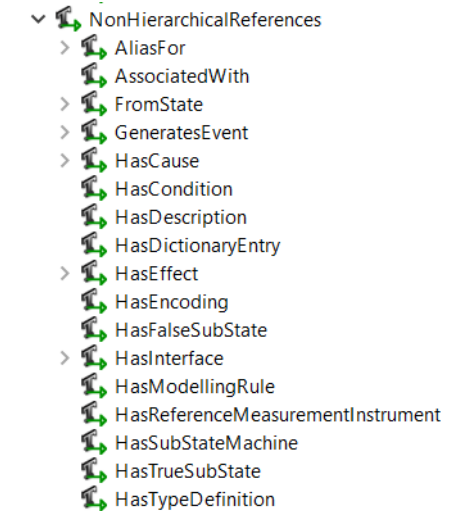 NonHierarchicalReferences
AliasFor
AssociatedWith
FromState
GeneratesEvent
HasCause
HasCondition
HasDescription
HasDictionaryEntry
HasEffect
HasEncoding
HasFalseSubState
HasInterface
HasModellingRule
HasReferenceMeasurementInstrument
HasSubStateMachine
HasTrueSubState
HasTypeDefinition